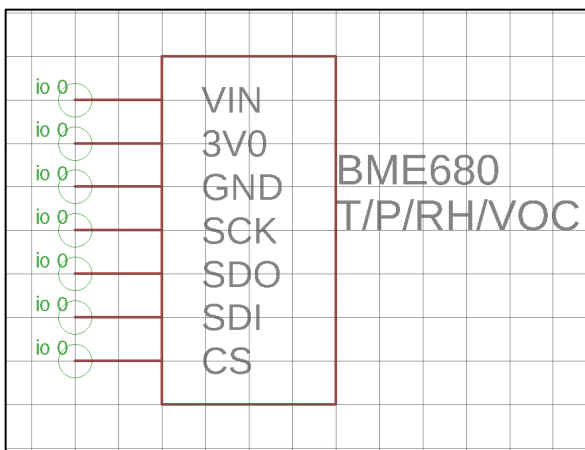 io 0
VIN
io 0
3V0
io 0
GND
io 0
SCK
io 0
SDO
io 0
SDI
io 0
CS
BME680
T/P/RH/VOC